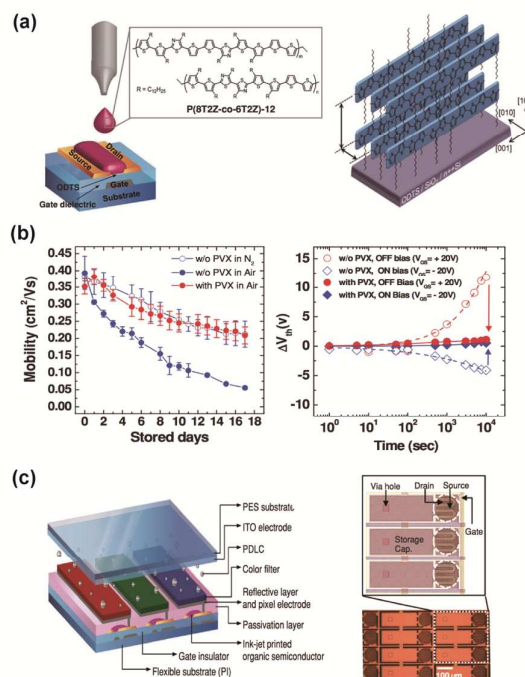 (a)
R
R
R = C₁₂H₂₅
P(8T2Z-co-6T2Z)-12
Source
Drain
ODTS
Gate
Gate dielectric
Substrate
[010]
[001]
ODTS / SiO₂ / n++Si
(b)
Mobility (cm²/Vs)
0.45
0.40
0.35
0.30
0.25
0.20
0.15
0.10
0.05
0.00
w/o PVX in N₂
w/o PVX in Air
with PVX in Air
0 2 4 6 8 10 12 14 16 18
Stored days
ΔVth(v)
15
10
5
0
-5
-10
w/o PVX, OFF bias (VGS= + 20V)
w/o PVX, ON bias (VGS= - 20V)
with PVX, OFF Bias (VGS= + 20V)
with PVX, ON Bias (VGS= - 20V)
10⁰ 10¹ 10² 10³ 10⁴
Time (sec)
(c)
PES substrate
ITO electrode
PDLC
Color filter
Reflective layer
and pixel electrode
Passivation layer
Ink-jet printed
organic semiconductor
Gate insulator
Flexible substrate (PI)
Via hole
Drain
Source
Gate
Storage
Cap.
100μm